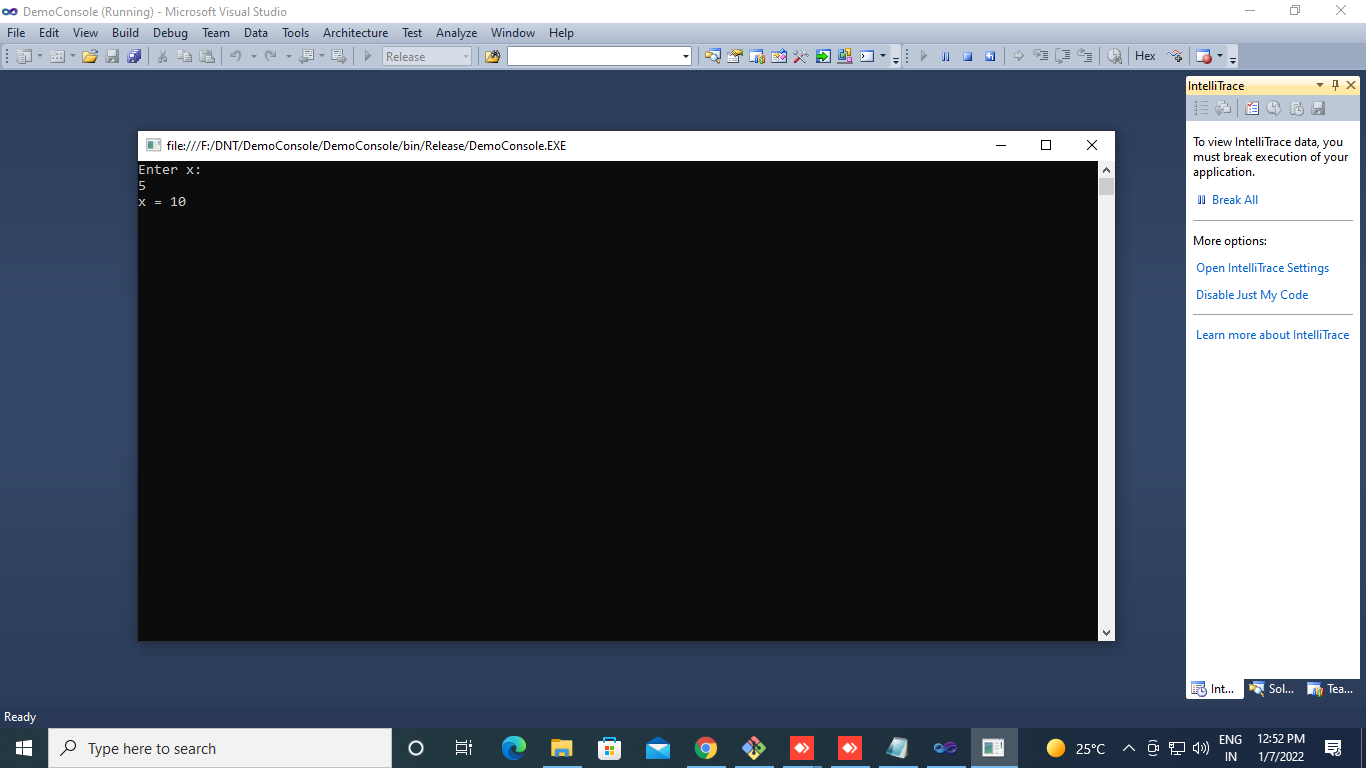 DemoConsole (Running) - Microsoft Visual Studio
File Edit View Build Debug Team Data Tools Architecture Test Analyze Window Help
Release Hex
IntelliTrace
To view IntelliTrace data, you
must break execution of your
application.
Break All
More options:
Open IntelliTrace Settings
Disable Just My Code
Learn more about IntelliTrace
file:///F:/DNT/DemoConsole/DemoConsole/bin/Release/DemoConsole.EXE
Enter x:
5
x = 10
Int... Sol... Tea...
Ready
Type here to search
25°C
ENG
IN
12:52 PM
1/7/2022